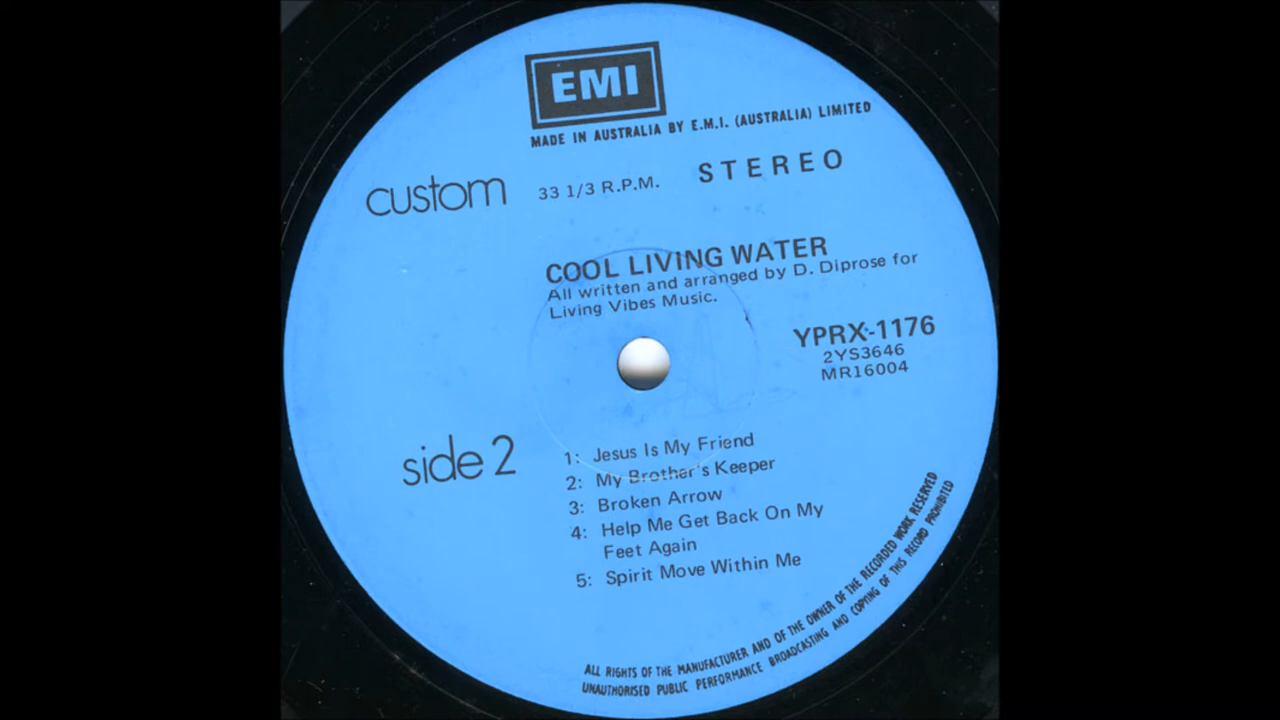 EMI
MADE IN AUSTRALIA BY E.M.I. (AUSTRALIA) LIMITED
custom 33 1/3 R.P.M. STEREO
COOL LIVING WATER
All written and arranged by D. Diprose for
Living Vibes Music.
YPRX-1176
2YS3646
MR16004
side 2
1: Jesus Is My Friend
2: My Brother's Keeper
3: Broken Arrow
4: Help Me Get Back On My
Feet Again
5: Spirit Move Within Me
ALL RIGHTS OF THE MANUFACTURER AND OF THE OWNER OF THE RECORDED WORK RESERVED
UNAUTHORISED PUBLIC PERFORMANCE BROADCASTING AND COPYING OF THIS RECORD PROHIBITED